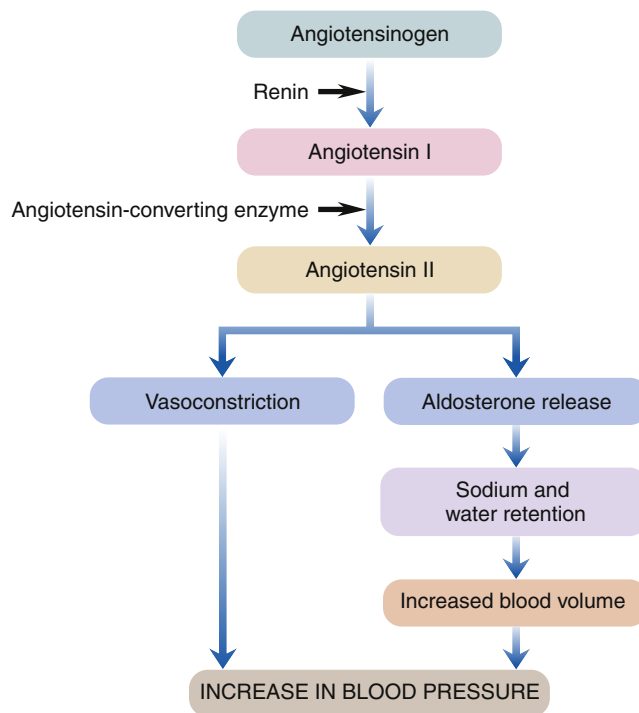 Angiotensinogen
Renin
Angiotensin I
Angiotensin-converting enzyme
Angiotensin II
Vasoconstriction
Aldosterone release
Sodium and
water retention
Increased blood volume
INCREASE IN BLOOD PRESSURE